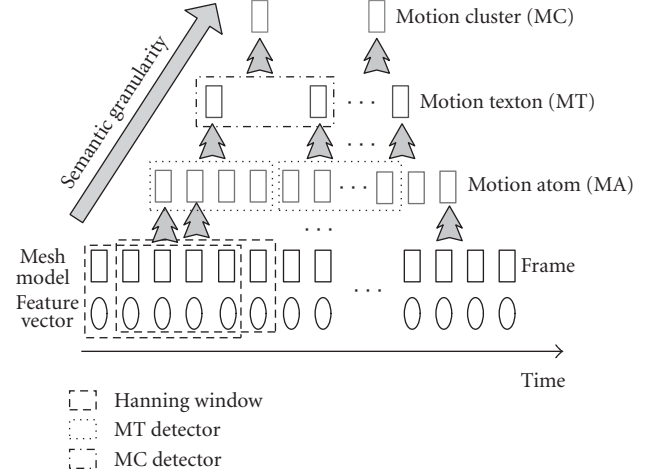 Motion cluster (MC)
Semantic granularity
Motion texton (MT)
Motion atom (MA)
Mesh
model
Frame
Feature
vector
Time
Hanning window
MT detector
MC detector